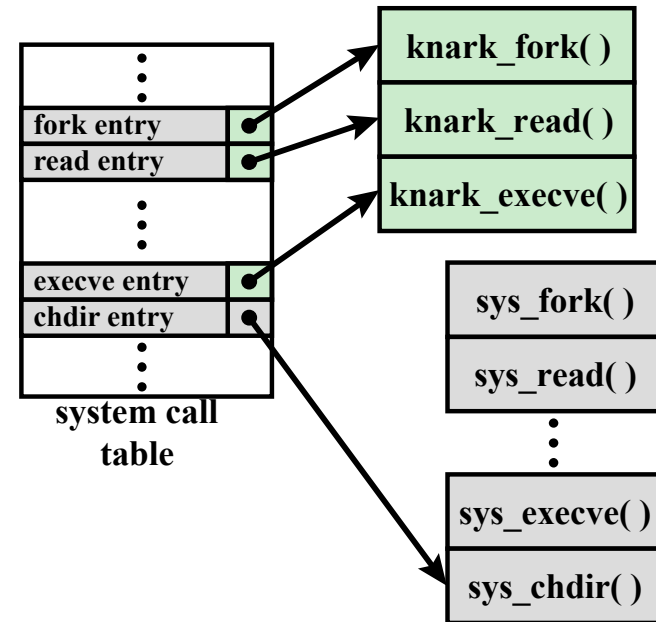 fork entry
read entry
execve entry
chdir entry
system call
table
knark_fork( )
knark_read( )
knark_execve( )
sys_fork( )
sys_read( )
sys_execve( )
sys_chdir( )